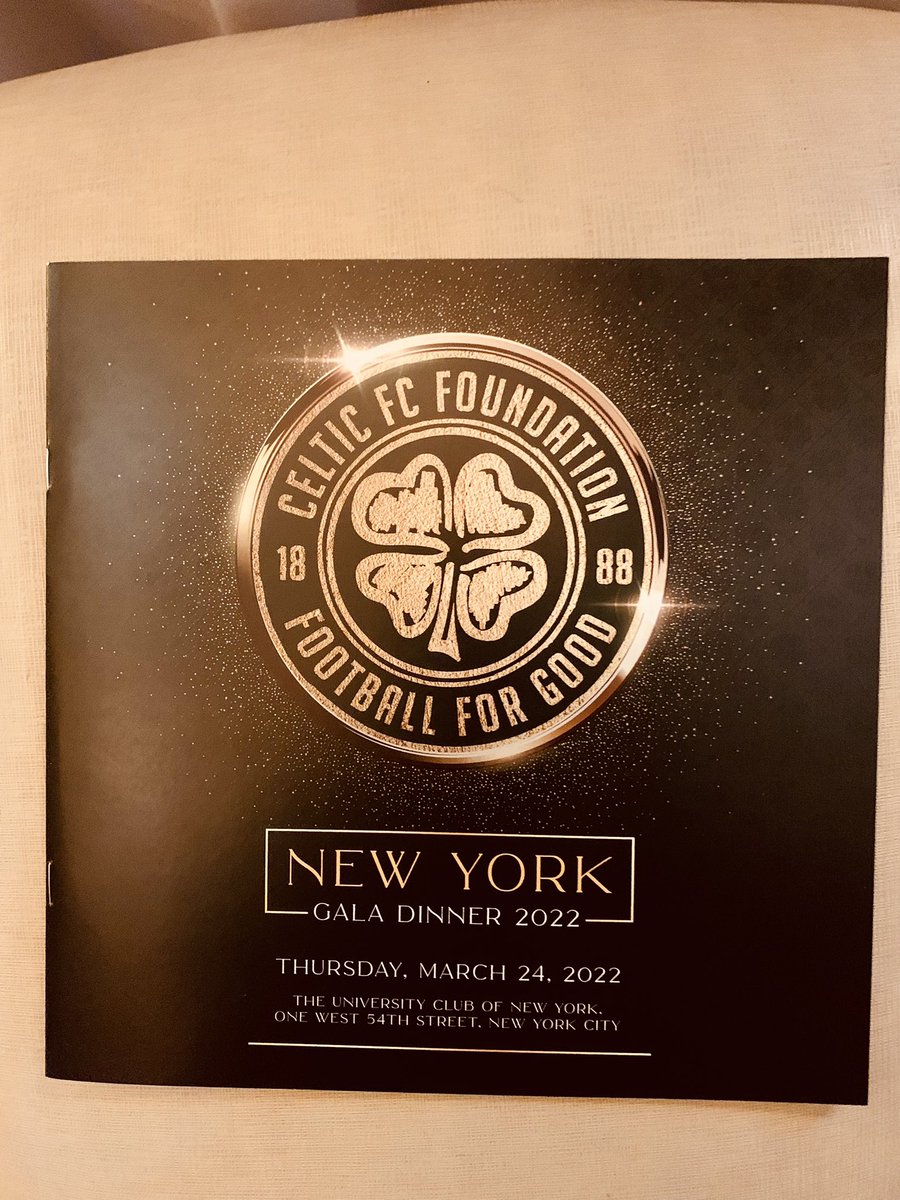 CELTIC FC FOUNDATION
18 88
FOOTBALL FOR GOOD
NEW YORK
GALA DINNER 2022
THURSDAY, MARCH 24, 2022
THE UNIVERSITY CLUB OF NEW YORK,
ONE WEST 54TH STREET, NEW YORK CITY